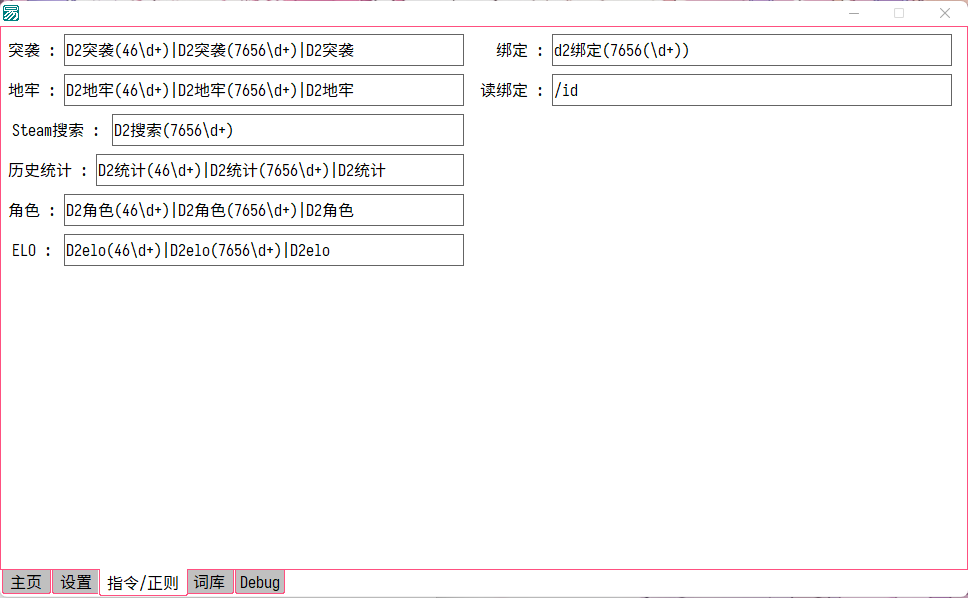 突袭 : D2突袭(46\d+)|D2突袭(7656\d+)|D2突袭
绑定 : d2绑定(7656(\d+))
地牢 : D2地牢(46\d+)|D2地牢(7656\d+)|D2地牢
读绑定 : /id
Steam搜索 : D2搜索(7656\d+)
历史统计 : D2统计(46\d+)|D2统计(7656\d+)|D2统计
角色 : D2角色(46\d+)|D2角色(7656\d+)|D2角色
ELO : D2elo(46\d+)|D2elo(7656\d+)|D2elo
主页 设置 指令/正则 词库 Debug